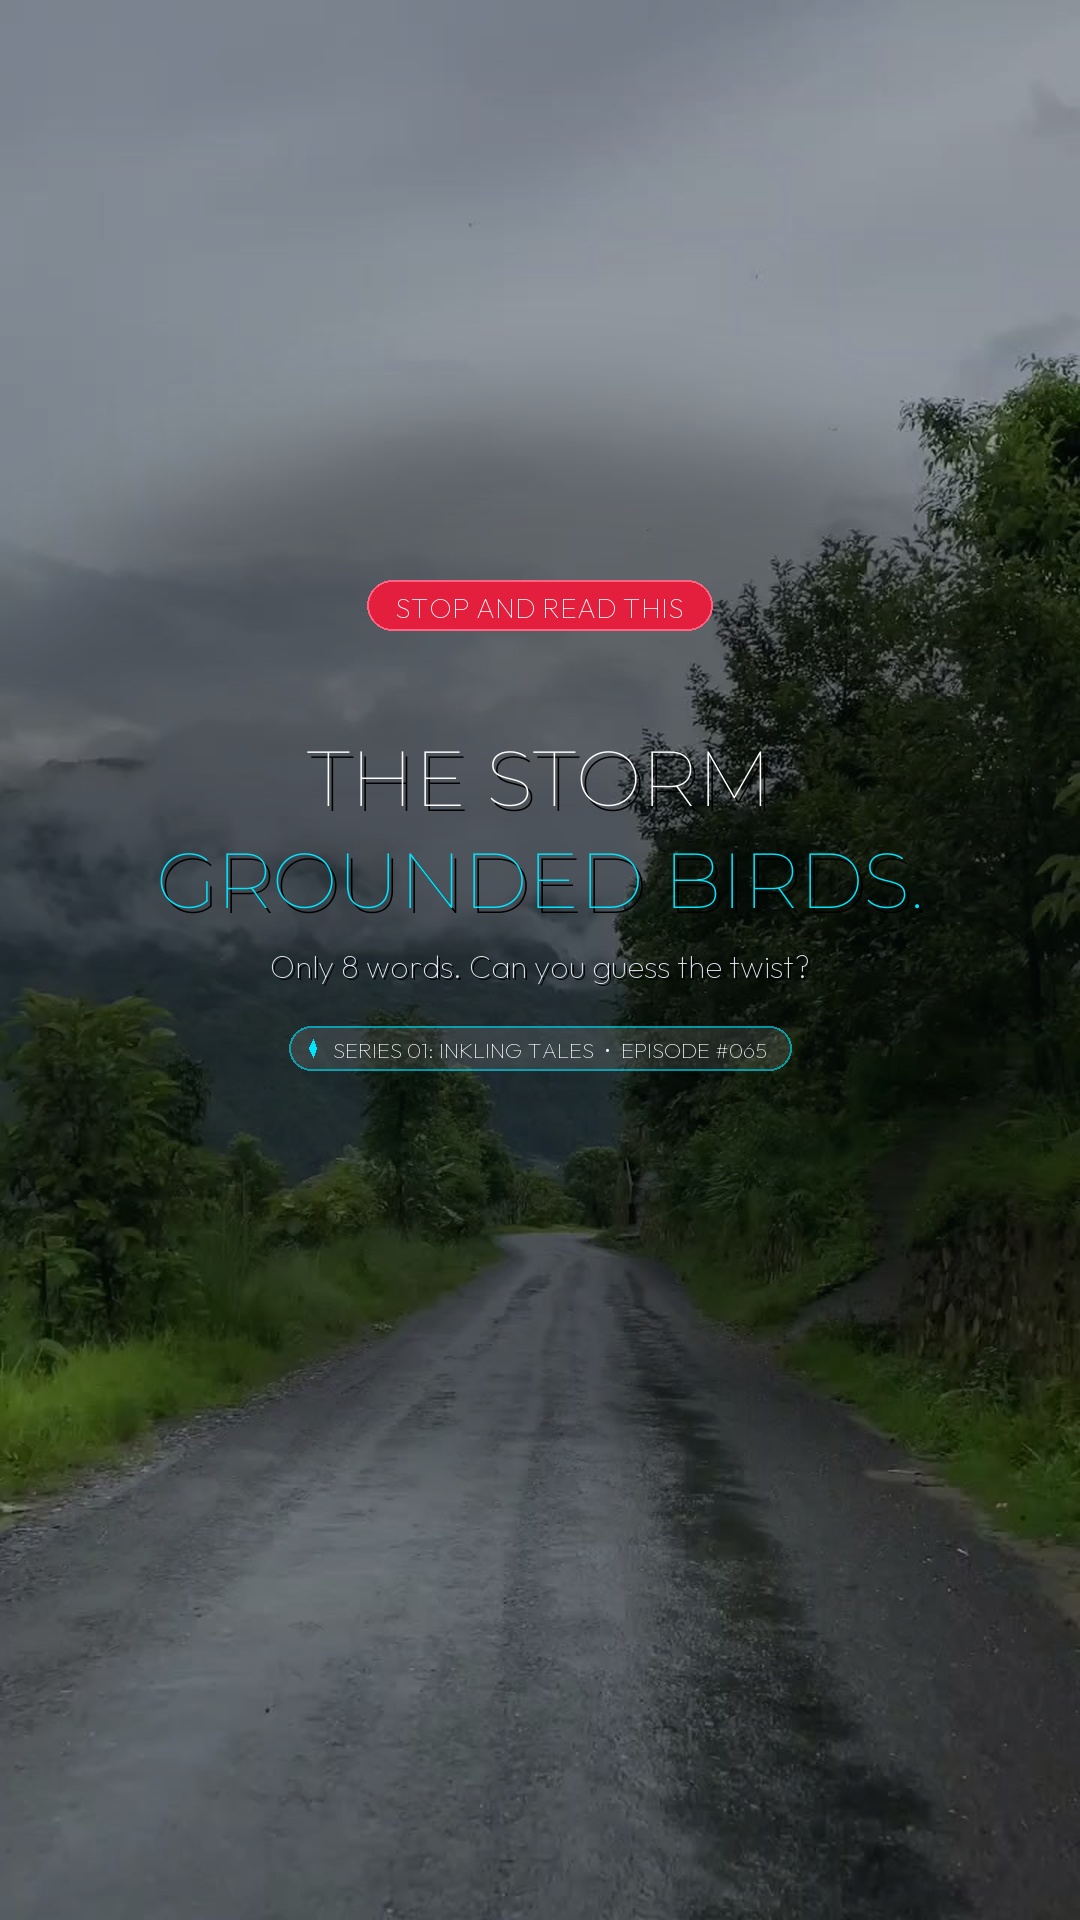 STOP AND READ THIS
THE STORM
GROUNDED BIRDS.
Only 8 words. Can you guess the twist?
SERIES 01: INKLING TALES • EPISODE #065